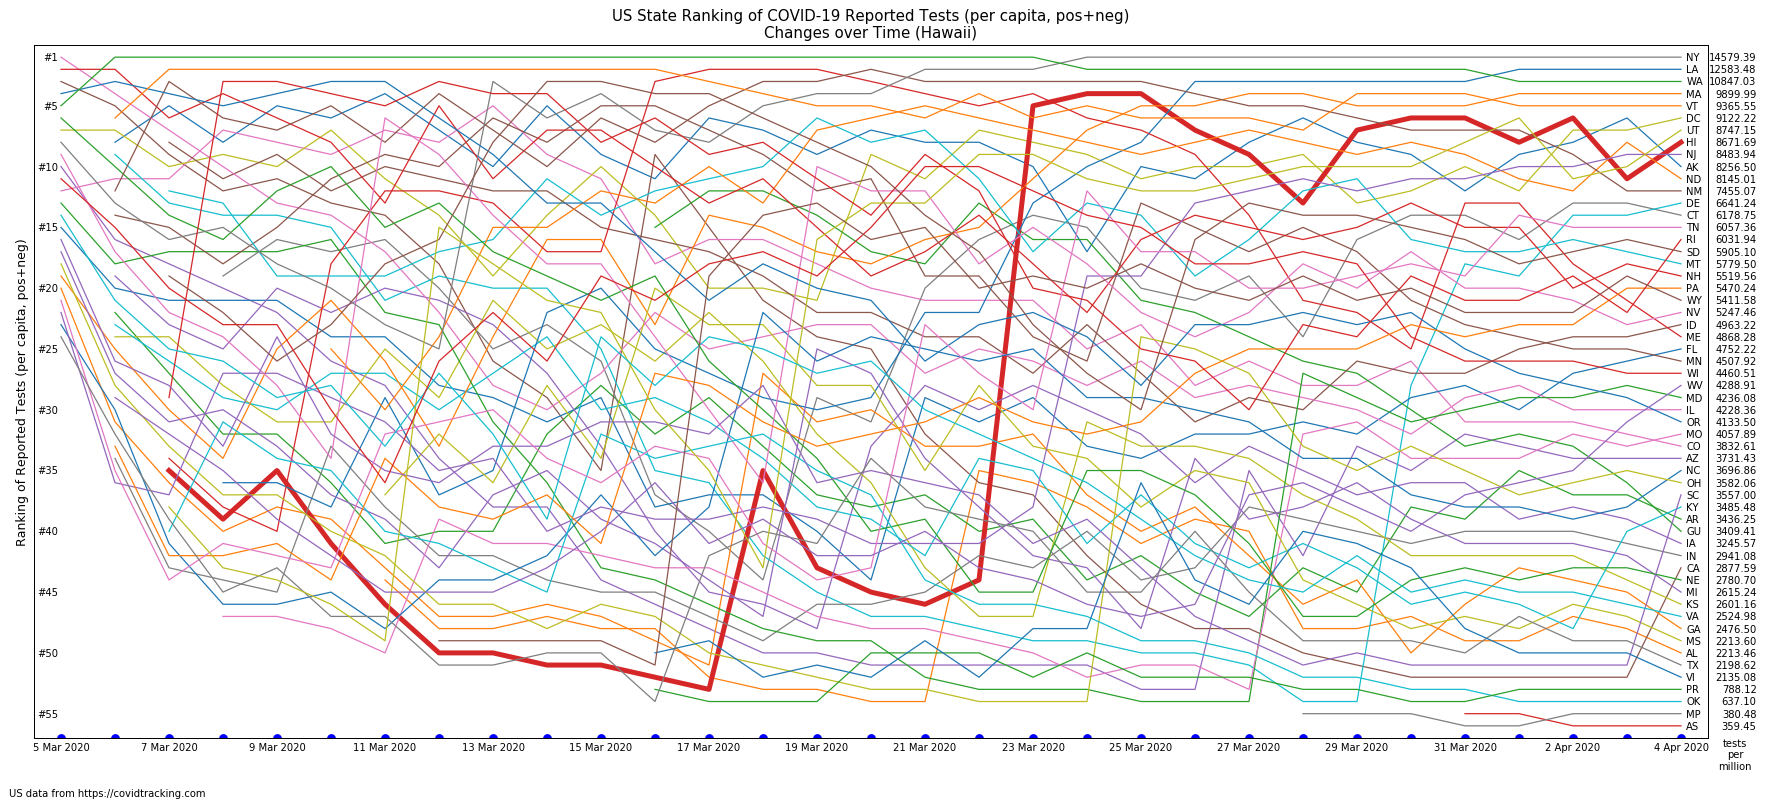 US State Ranking of COVID-19 Reported Tests (per capita, pos+neg)
Changes over Time (Hawaii)
Ranking of Reported Tests (per capita, pos+neg)
#1
#5
#10
#15
#20
#25
#30
#35
#40
#45
#50
#55
NY 14579.39
LA 12583.48
WA 10847.03
MA 9899.99
VT 9365.55
DC 9122.22
UT 8747.15
HI 8671.69
NJ 8483.94
AK 8256.50
ND 8145.01
NM 7455.07
DE 6641.24
CT 6178.75
TN 6057.36
RI 6031.94
SD 5905.10
MT 5779.50
NH 5519.56
PA 5470.24
WY 5411.58
NV 5247.46
ID 4963.22
ME 4868.28
FL 4752.22
MN 4507.92
WI 4460.51
WV 4288.91
MD 4236.08
IL 4228.36
OR 4133.50
MO 4057.89
CO 3832.61
AZ 3731.43
NC 3696.86
OH 3582.06
SC 3557.00
KY 3485.48
AR 3436.25
GU 3409.41
IA 3245.57
IN 2941.08
CA 2877.59
NE 2780.70
MI 2615.24
KS 2601.16
VA 2524.98
GA 2476.50
MS 2213.60
AL 2213.46
TX 2198.62
VI 2135.08
PR 788.12
OK 637.10
MP 380.48
AS 359.45
5 Mar 2020 7 Mar 2020 9 Mar 2020 11 Mar 2020 13 Mar 2020 15 Mar 2020 17 Mar 2020 19 Mar 2020 21 Mar 2020 23 Mar 2020 25 Mar 2020 27 Mar 2020 29 Mar 2020 31 Mar 2020 2 Apr 2020 4 Apr 2020
tests
per
million
US data from https://covidtracking.com